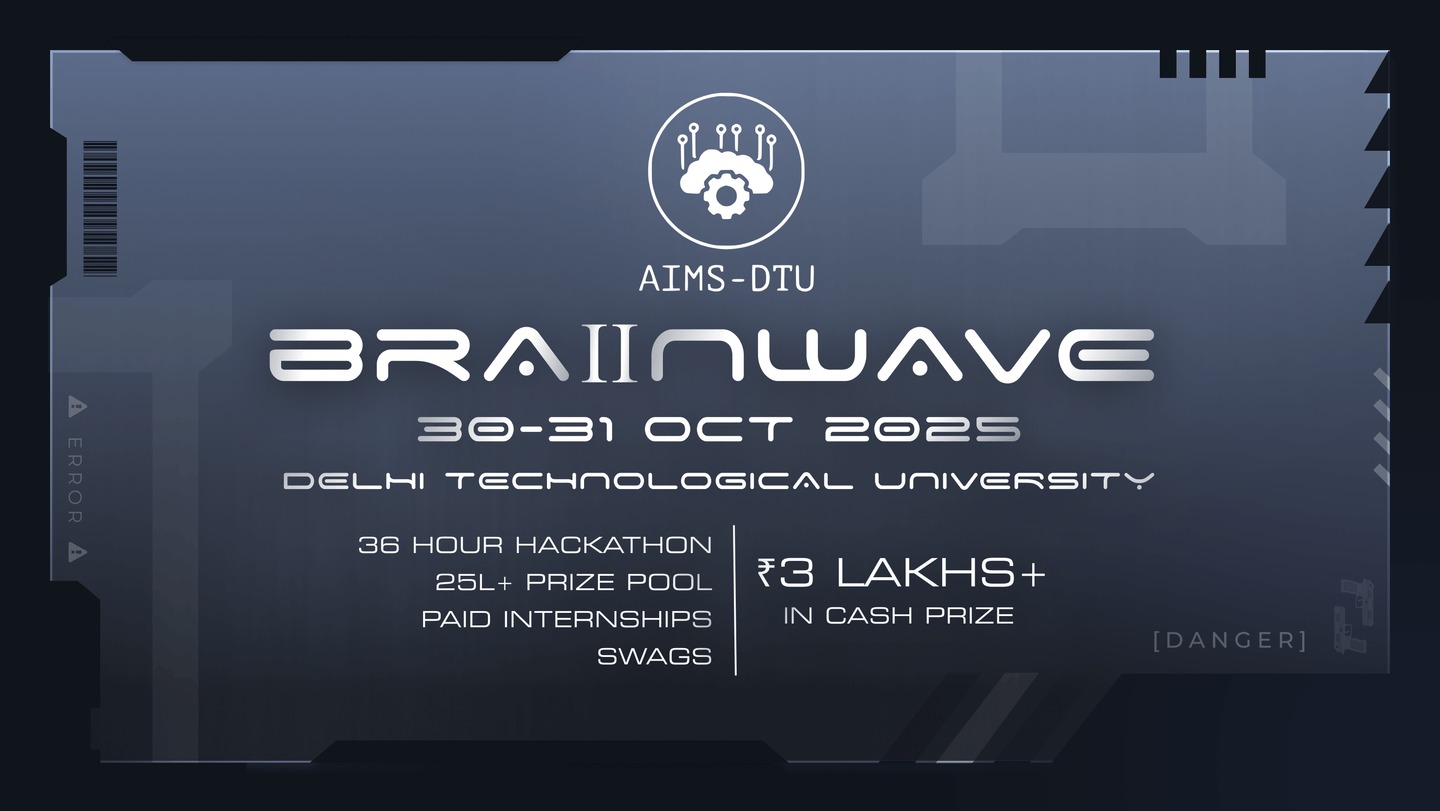 AIMS-DTU
BRAIINWAVE
30-31 OCT 2025
DELHI TECHNOLOGICAL UNIVERSITY
36 HOUR HACKATHON
25L+ PRIZE POOL
PAID INTERNSHIPS
SWAGS
₹3 LAKHS+
IN CASH PRIZE
ERROR
[DANGER]